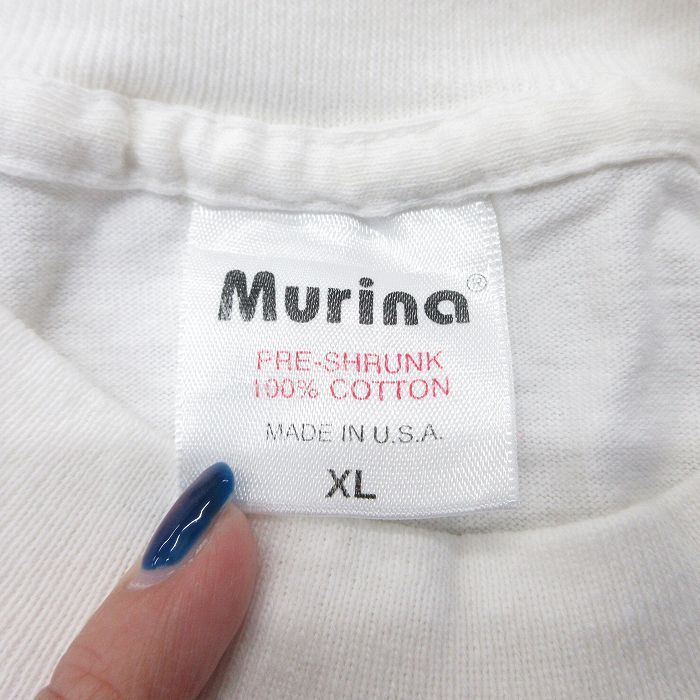 Murina®
PRE-SHRUNK
100% COTTON
MADE IN U.S.A.
XL